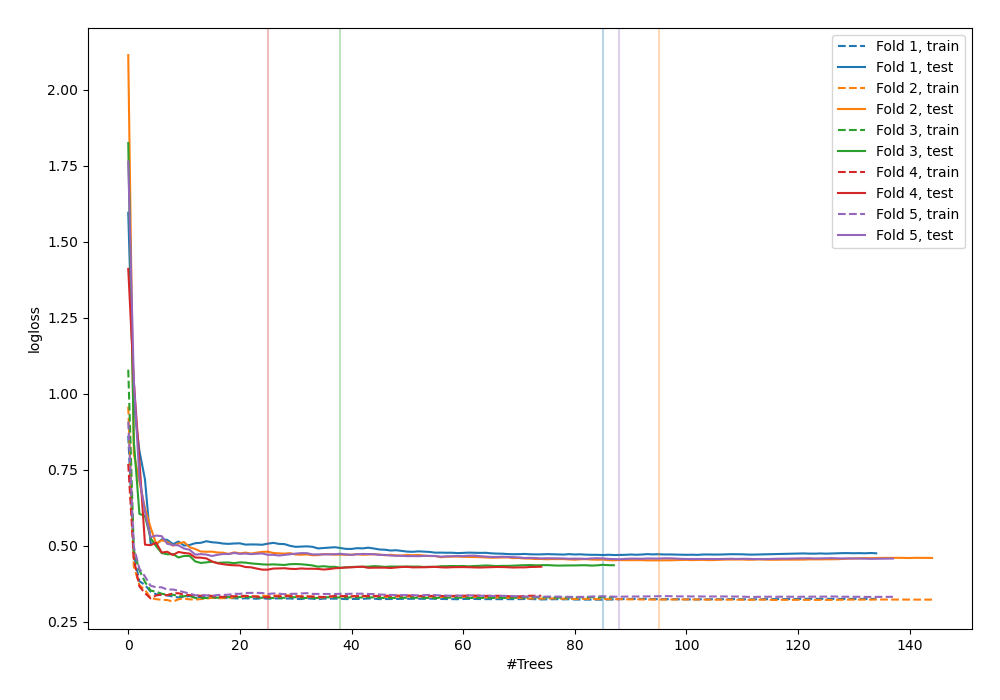 2.00
1.75
1.50
1.25
1.00
0.75
0.50
0.25
logloss
0
20
40
60
80
100
120
140
#Trees
Fold 1, train
Fold 1, test
Fold 2, train
Fold 2, test
Fold 3, train
Fold 3, test
Fold 4, train
Fold 4, test
Fold 5, train
Fold 5, test